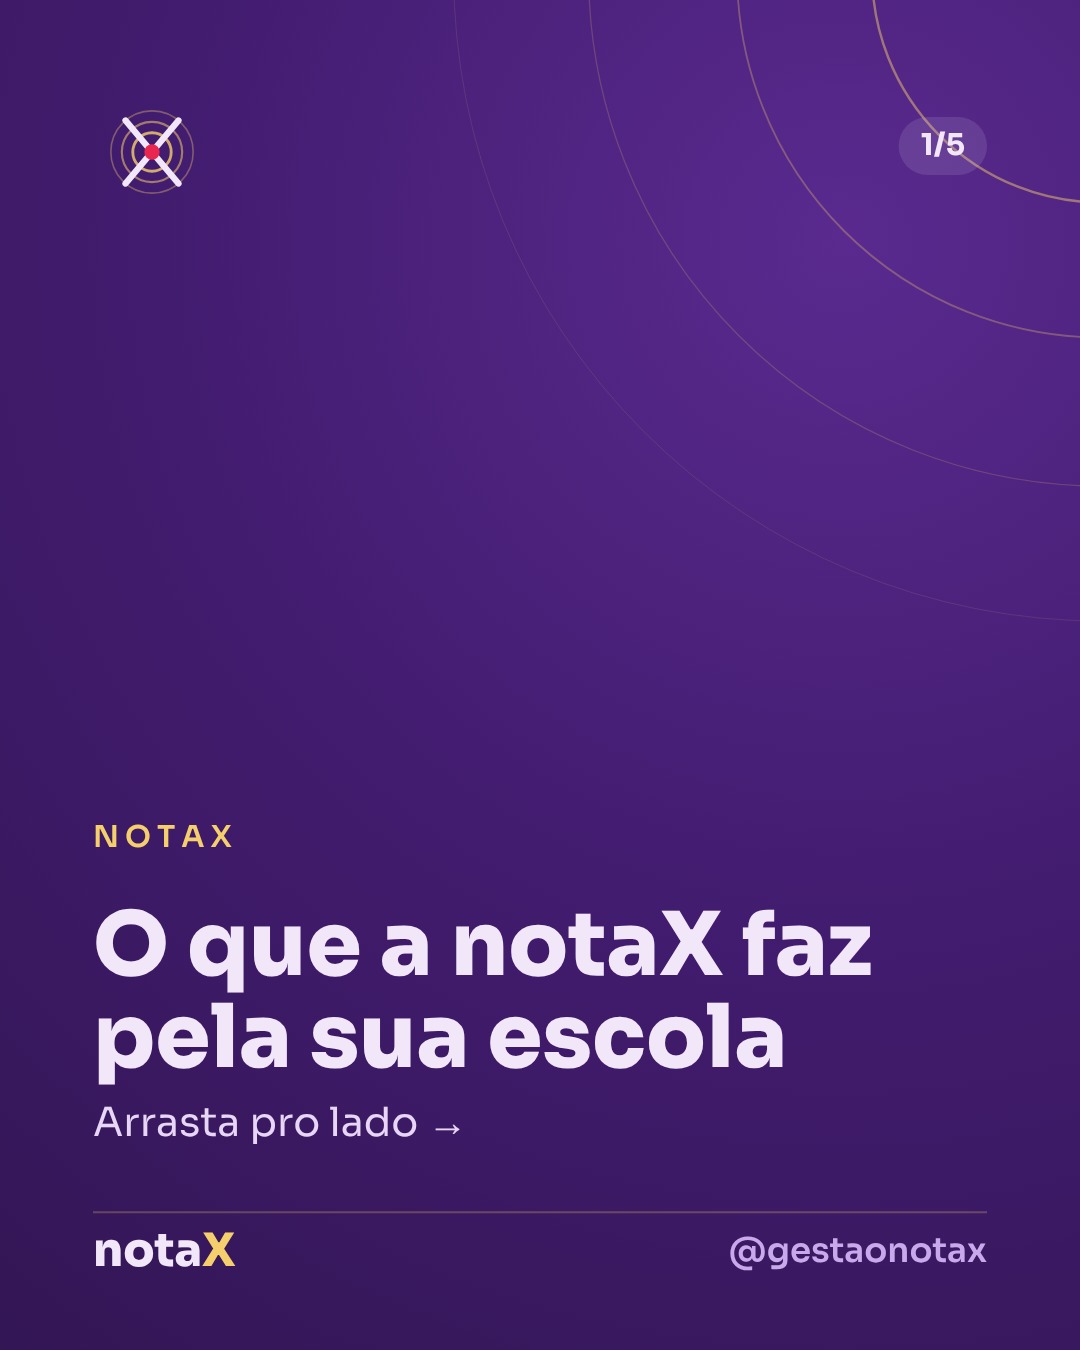 1/5
NOTAX
O que a notaX faz
pela sua escola
Arrasta pro lado →
notaX
@gestaonotax